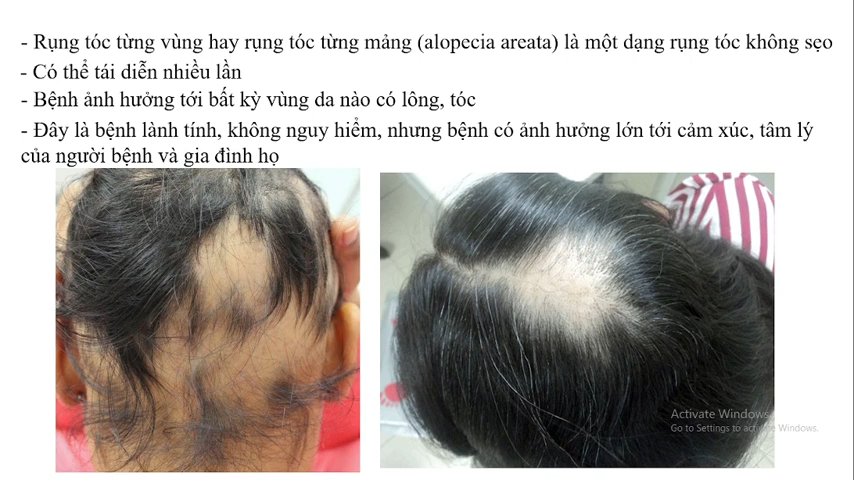 - Rụng tóc từng vùng hay rụng tóc từng mảng (alopecia areata) là một dạng rụng tóc không sẹo
- Có thể tái diễn nhiều lần
- Bệnh ảnh hưởng tới bất kỳ vùng da nào có lông, tóc
- Đây là bệnh lành tính, không nguy hiểm, nhưng bệnh có ảnh hưởng lớn tới cảm xúc, tâm lý
của người bệnh và gia đình họ
Activate Windows
Go to Settings to activate Windows.